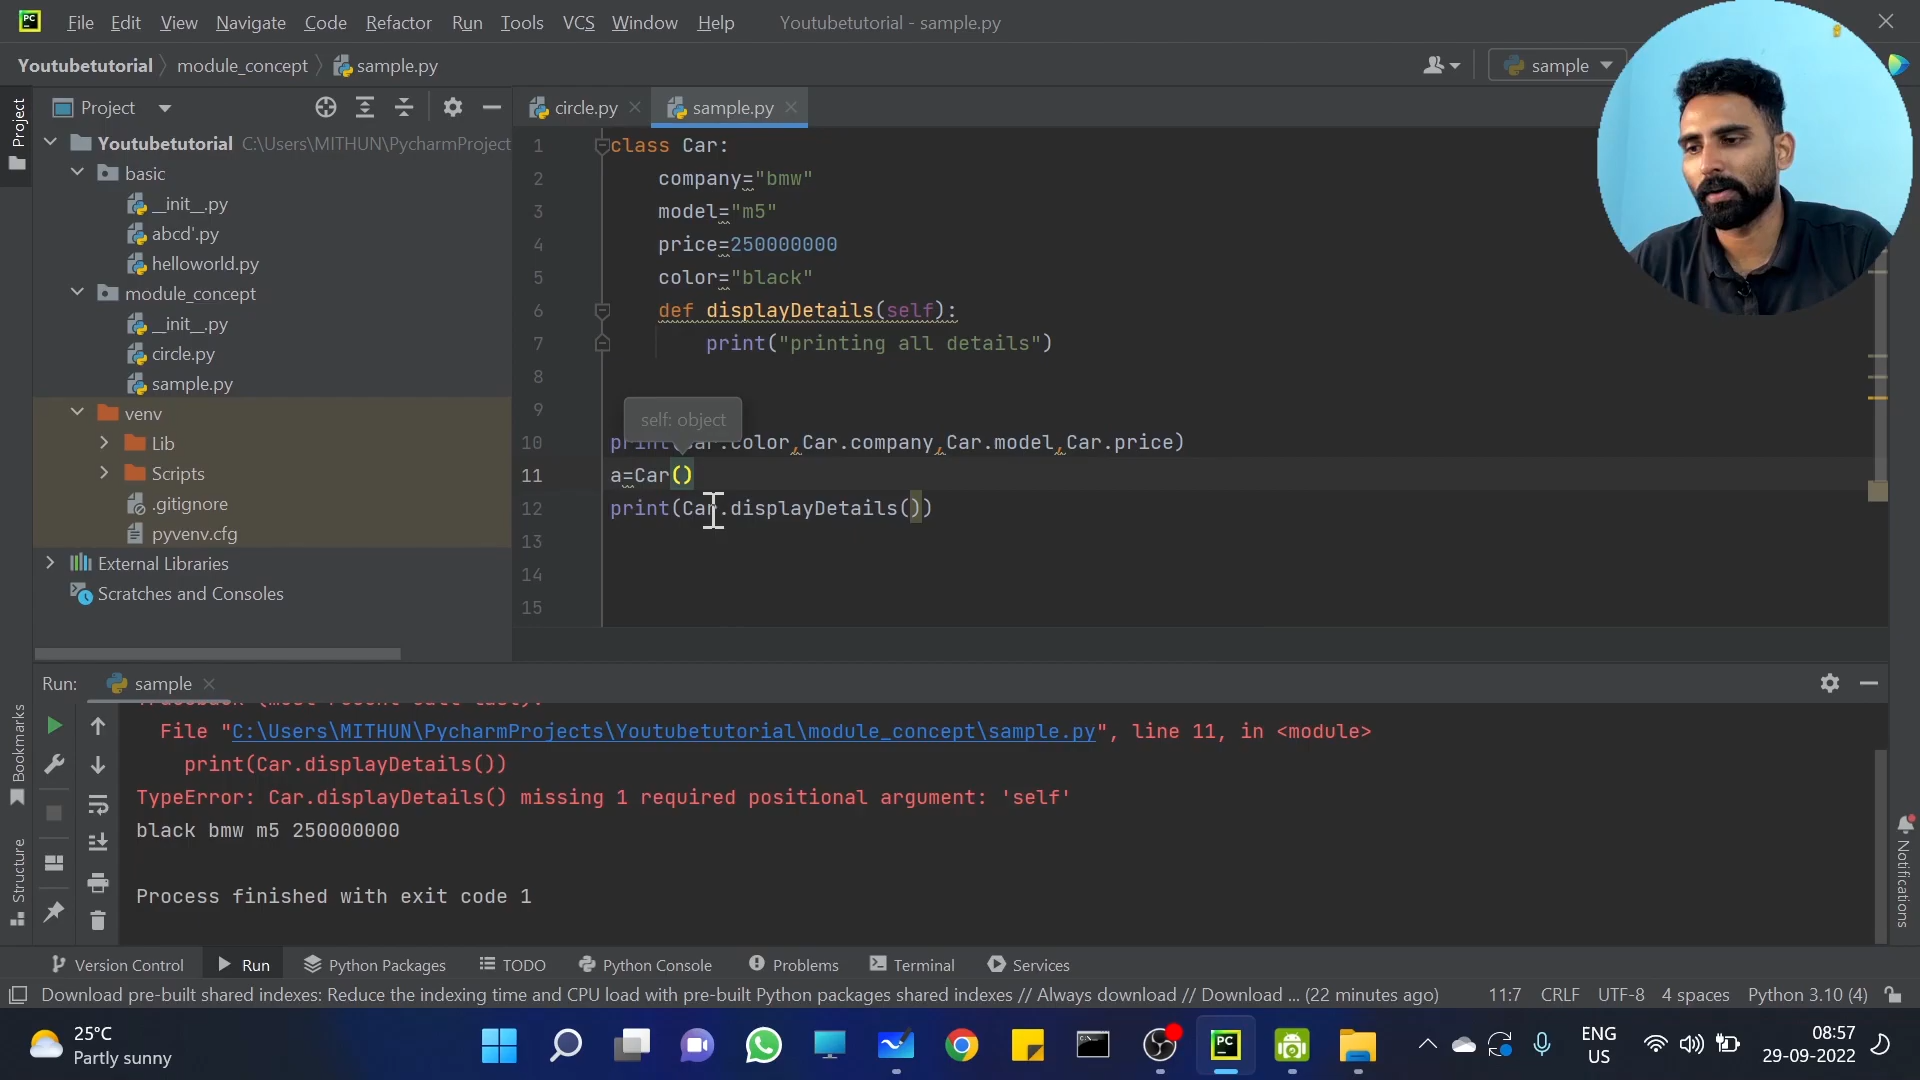 PC File Edit View Navigate Code Refactor Run Tools VCS Window Help Youtubetutorial - sample.py
Youtubetutorial module_concept sample.py sample
Project circle.py sample.py
Project
Youtubetutorial C:\Users\MITHUN\PycharmProject
basic
__init__.py
abcd'.py
helloworld.py
module_concept
__init__.py
circle.py
sample.py
venv
Lib
Scripts
.gitignore
pyvenv.cfg
External Libraries
Scratches and Consoles
1 class Car:
2 company="bmw"
3 model="m5"
4 price=250000000
5 color="black"
6 def displayDetails(self):
7 print("printing all details")
8
9
self: object
10 print Car.color,Car.company,Car.model,Car.price)
11 a=Car()
12 print(Car.displayDetails())
13
14
15
Run: sample
Traceback (most recent call last):
File "C:\Users\MITHUN\PycharmProjects\Youtubetutorial\module_concept\sample.py", line 11, in <module>
print(Car.displayDetails())
TypeError: Car.displayDetails() missing 1 required positional argument: 'self'
black bmw m5 250000000
Process finished with exit code 1
Bookmarks
Structure
Notifications
Version Control Run Python Packages TODO Python Console Problems Terminal Services
Download pre-built shared indexes: Reduce the indexing time and CPU load with pre-built Python packages shared indexes // Always download // Download ... (22 minutes ago) 11:7 CRLF UTF-8 4 spaces Python 3.10 (4)
25°C
Partly sunny
PC
ENG
US
08:57
29-09-2022